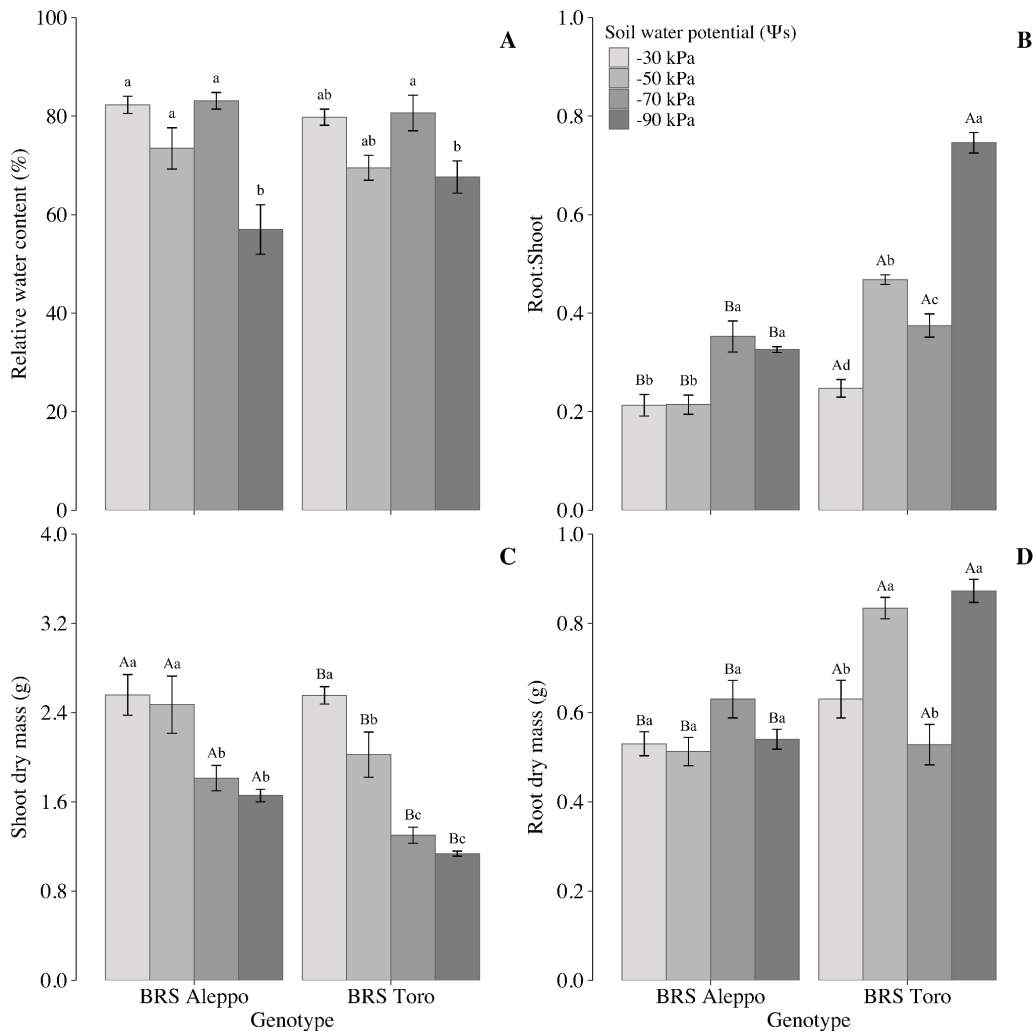 A
Relative water content (%)
100
80
60
40
20
0
a
a
a
b
ab
ab
a
b
B
Soil water potential (Ψs)
-30 kPa
-50 kPa
-70 kPa
-90 kPa
Root:Shoot
1.0
0.8
0.6
0.4
0.2
0.0
Bb
Bb
Ba
Ba
Ad
Ab
Ac
Aa
C
Shoot dry mass (g)
4.0
3.2
2.4
1.6
0.8
0.0
Aa
Aa
Ab
Ab
Ba
Bb
Bc
Bc
BRS Aleppo
BRS Toro
Genotype
D
Root dry mass (g)
1.0
0.8
0.6
0.4
0.2
0.0
Ba
Ba
Ba
Ba
Ab
Aa
Ab
Aa
BRS Aleppo
BRS Toro
Genotype